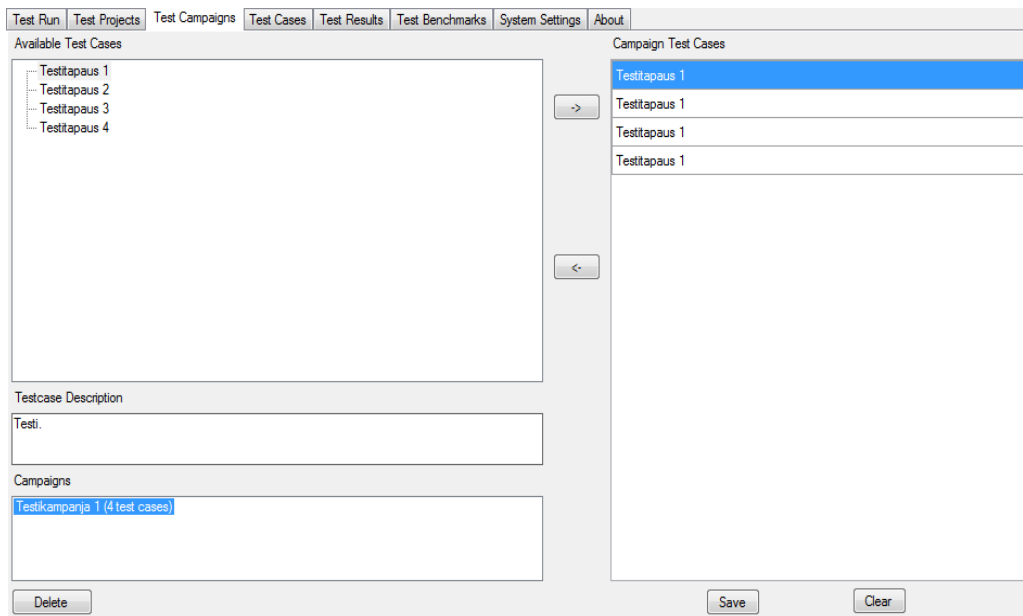 Test Run Test Projects Test Campaigns Test Cases Test Results Test Benchmarks System Settings About
Available Test Cases
Testitapaus 1
Testitapaus 2
Testitapaus 3
Testitapaus 4
->
<-
Campaign Test Cases
Testitapaus 1
Testitapaus 1
Testitapaus 1
Testitapaus 1
Testcase Description
Testi.
Campaigns
Testikampanja 1 (4 test cases)
Delete
Save
Clear